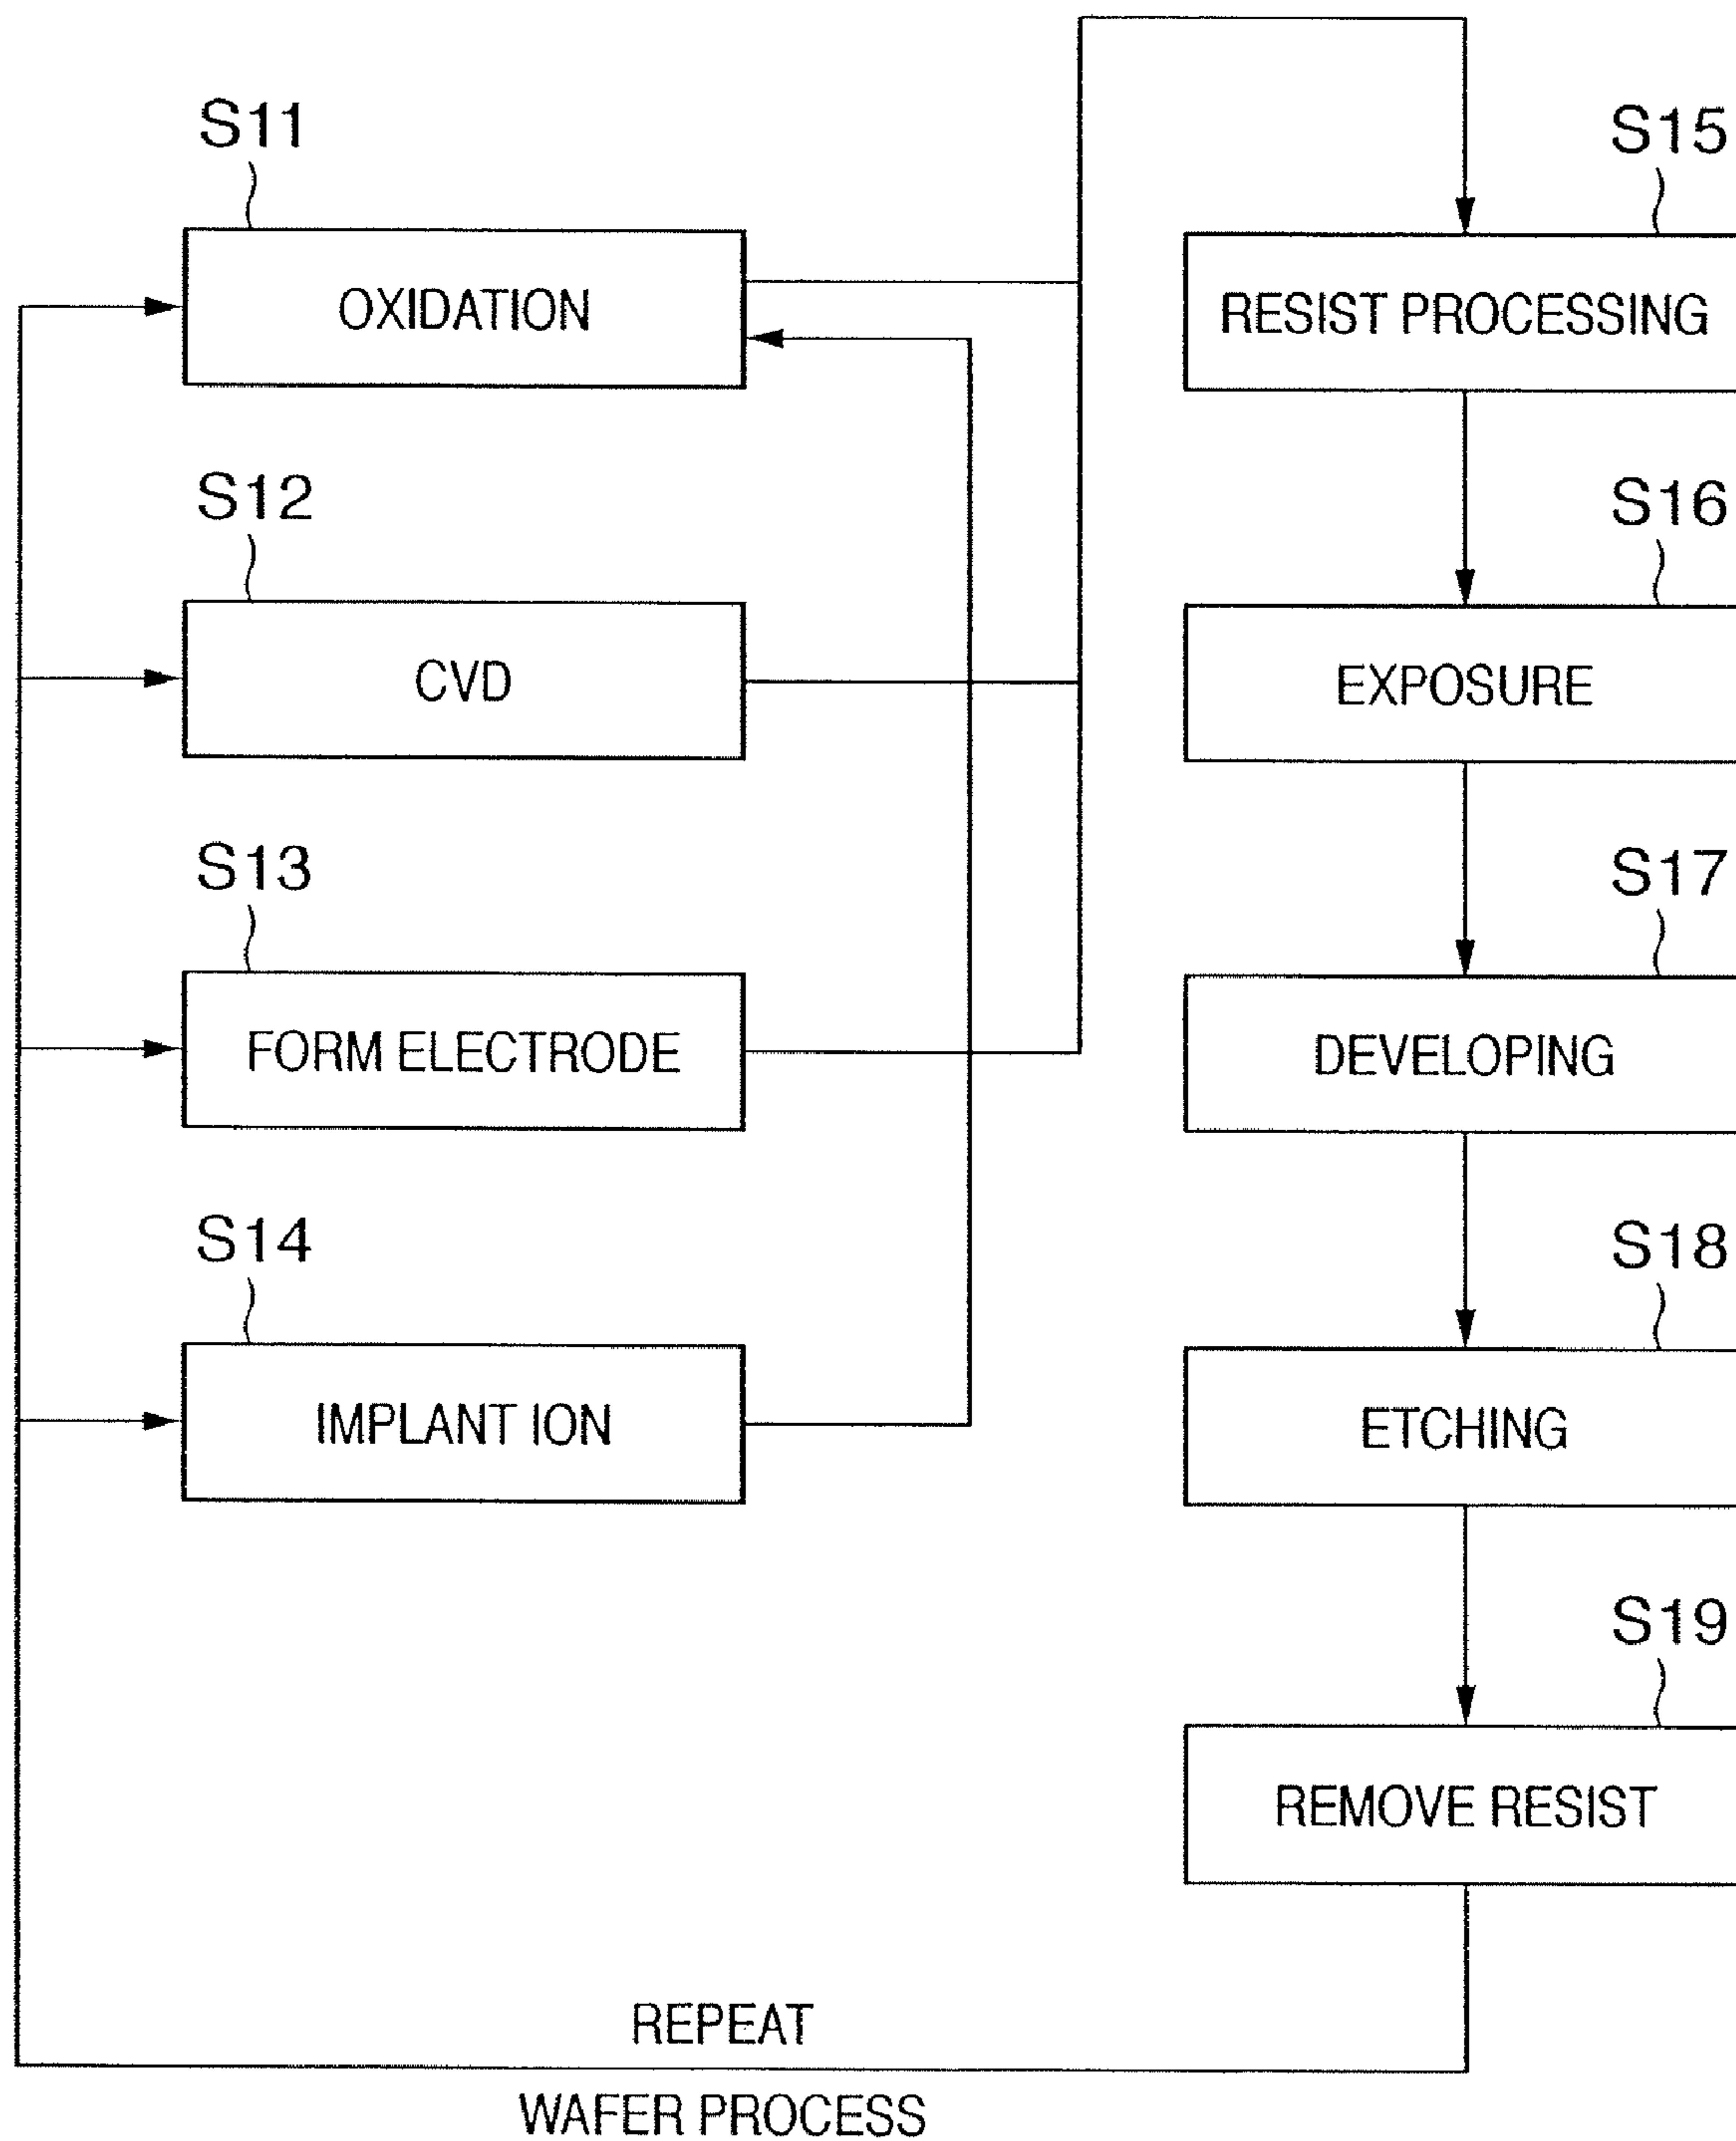 S11
OXIDATION
S12
CVD
S13
FORM ELECTRODE
S14
IMPLANT ION
S15
RESIST PROCESSING
S16
EXPOSURE
S17
DEVELOPING
S18
ETCHING
S19
REMOVE RESIST
REPEAT
WAFER PROCESS